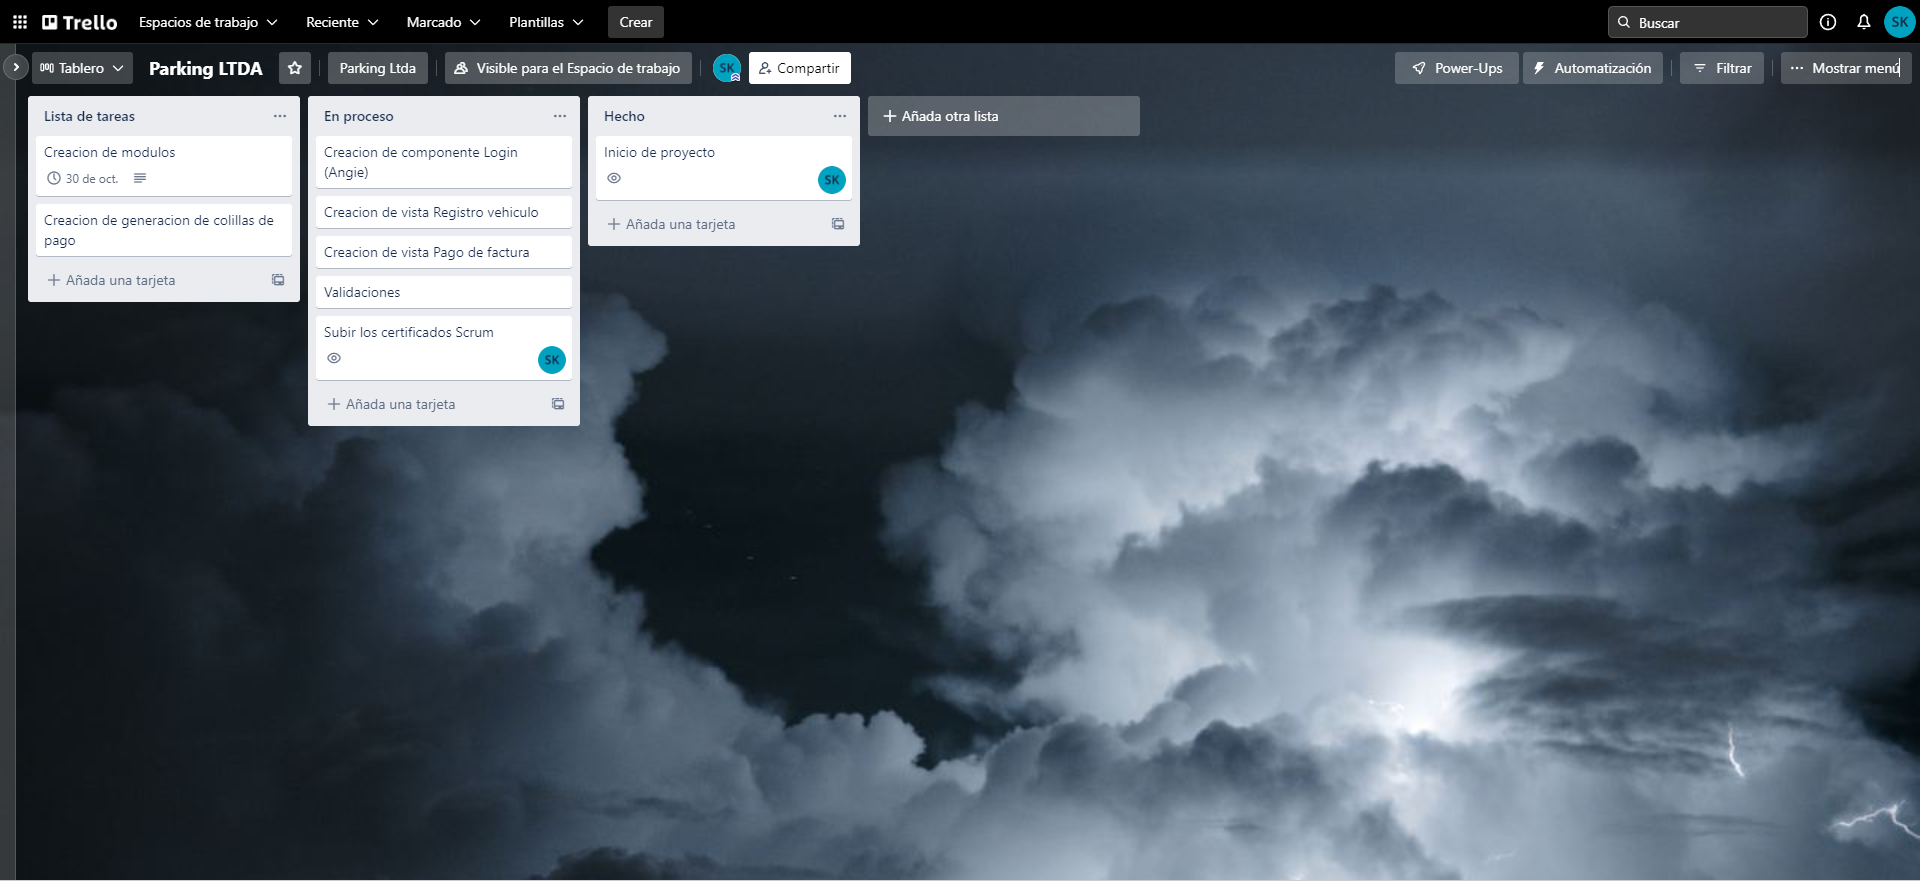 Trello
Espacios de trabajo
Reciente
Marcado
Plantillas
Crear
Buscar
SK
Tablero
Parking LTDA
Parking Ltda
Visible para el Espacio de trabajo
SK
Compartir
Power-Ups
Automatización
Filtrar
Mostrar menú
Lista de tareas
Creacion de modulos
30 de oct.
Creacion de generacion de colillas de
pago
Añada una tarjeta
En proceso
Creacion de componente Login
(Angie)
Creacion de vista Registro vehiculo
Creacion de vista Pago de factura
Validaciones
Subir los certificados Scrum
SK
Añada una tarjeta
Hecho
Inicio de proyecto
SK
Añada una tarjeta
Añada otra lista